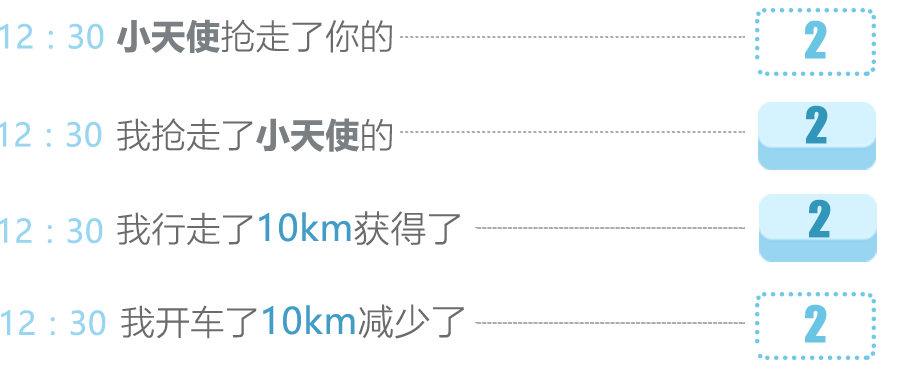 12：30 小天使抢走了你的 2
12：30 我抢走了小天使的 2
12：30 我行走了10km获得了 2
12：30 我开车了10km减少了 2